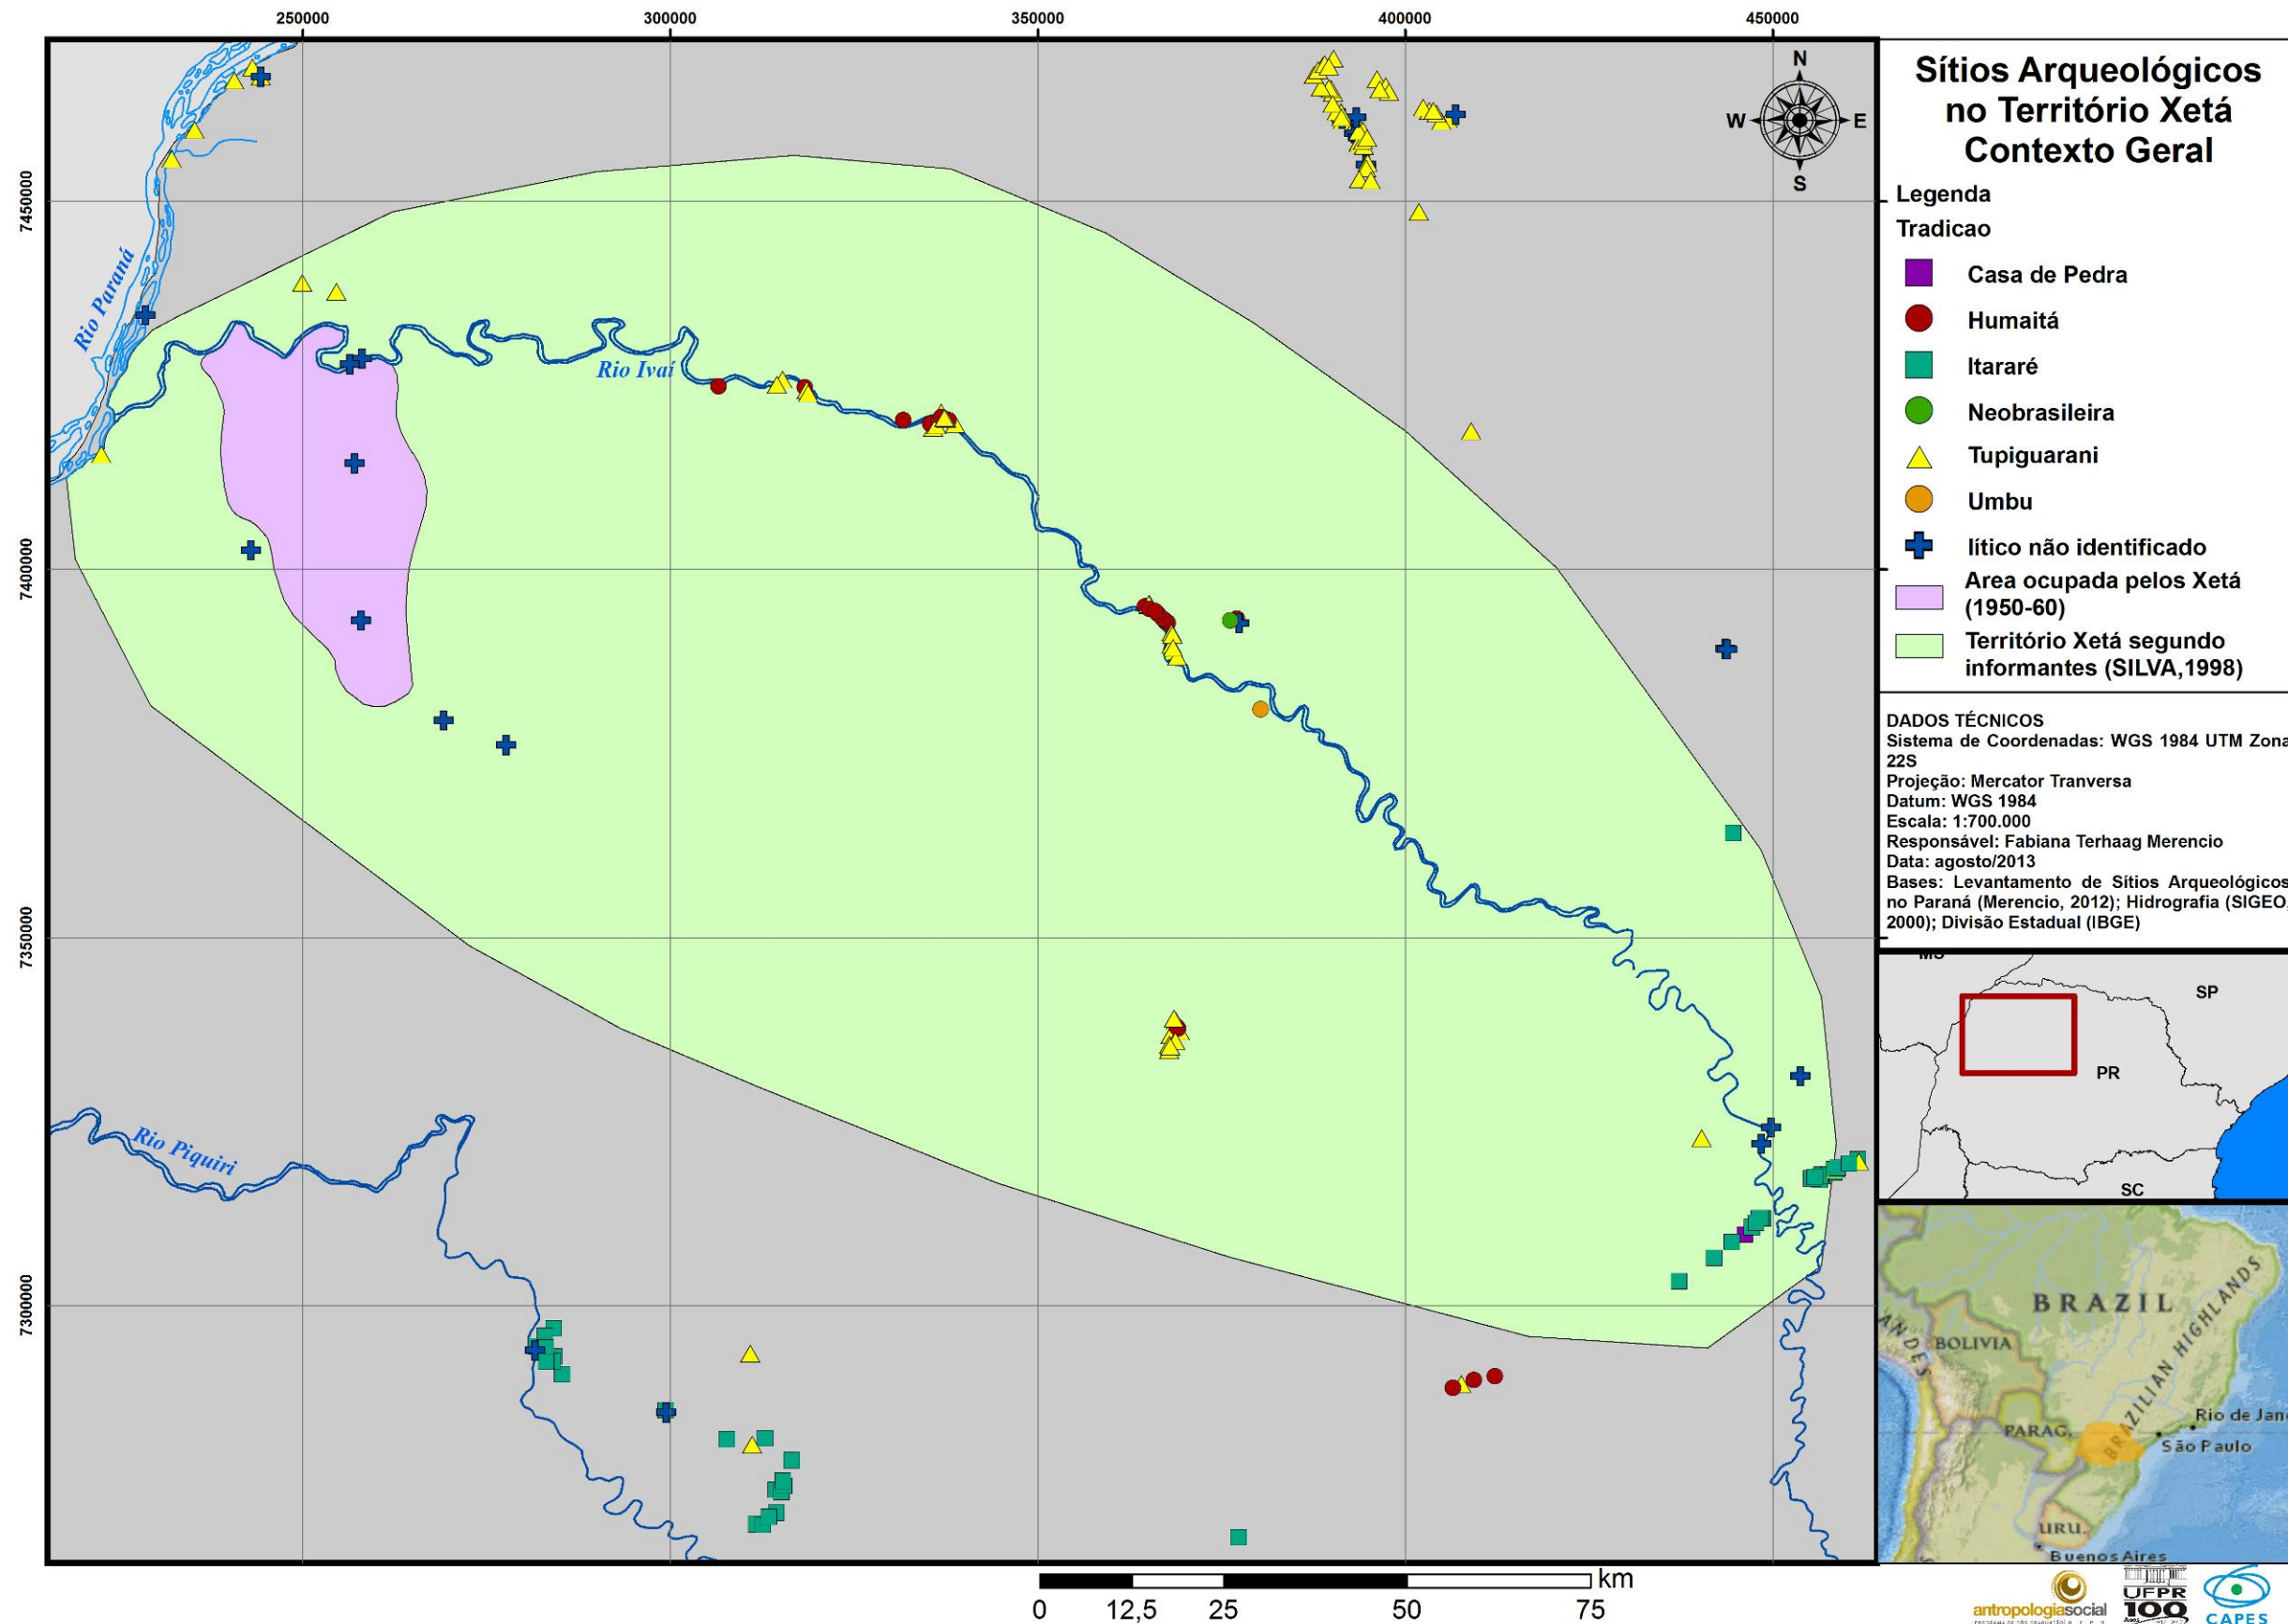 250000
300000
350000
400000
450000
7450000
7400000
7350000
7300000
Rio Paraná
Rio Ivaí
Rio Piquiri
N
W
E
S
0
12,5
25
50
75
km
Sítios Arqueológicos
no Território Xetá
Contexto Geral
Legenda
Tradicao
Casa de Pedra
Humaitá
Itararé
Neobrasileira
Tupiguarani
Umbu
lítico não identificado
Area ocupada pelos Xetá
(1950-60)
Território Xetá segundo
informantes (SILVA,1998)
DADOS TÉCNICOS
Sistema de Coordenadas: WGS 1984 UTM Zona
22S
Projeção: Mercator Tranversa
Datum: WGS 1984
Escala: 1:700.000
Responsável: Fabiana Terhaag Merencio
Data: agosto/2013
Bases: Levantamento de Sítios Arqueológicos
no Paraná (Merencio, 2012); Hidrografia (SIGEO,
2000); Divisão Estadual (IBGE)
MS
SP
PR
SC
BRAZIL
BRAZILIAN HIGHLANDS
ANDES
BOLIVIA
PARAG.
Rio de Jan
São Paulo
URU.
Buenos Aires
antropologiasocial
UFPR
100
CAPES